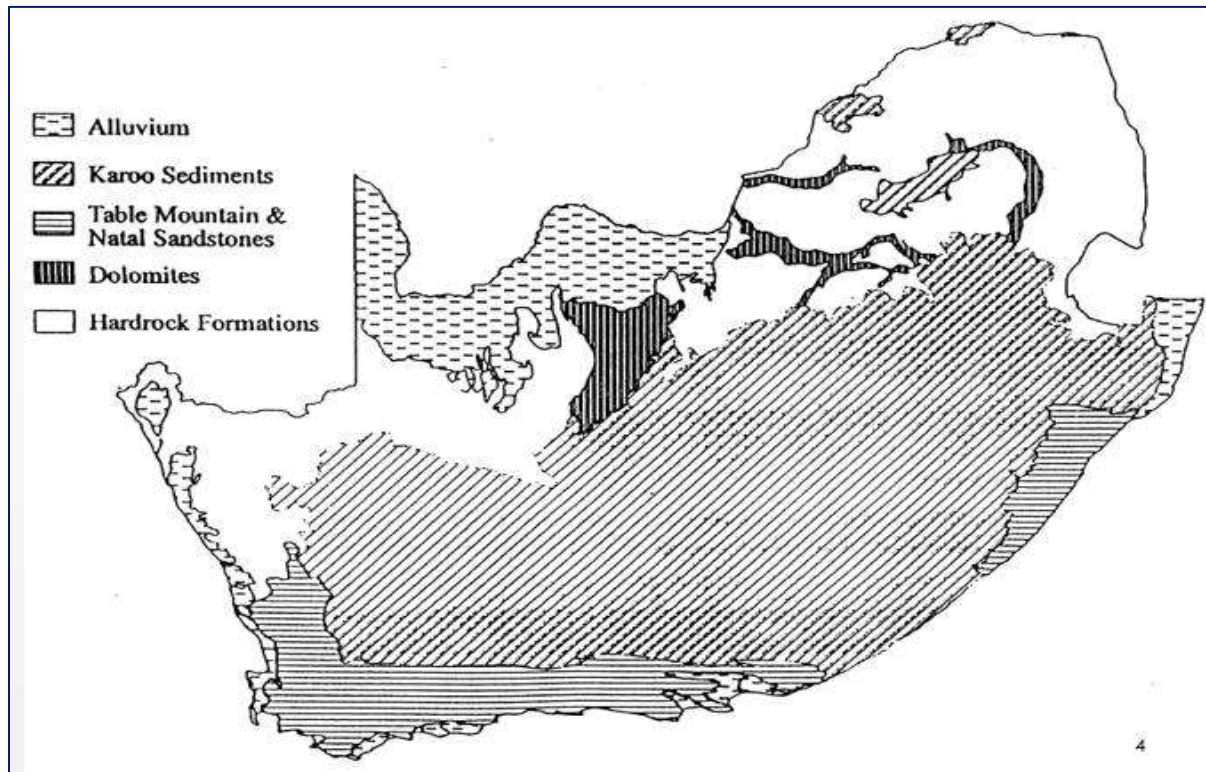 Alluvium
Karoo Sediments
Table Mountain &
Natal Sandstones
Dolomites
Hardrock Formations
?
4